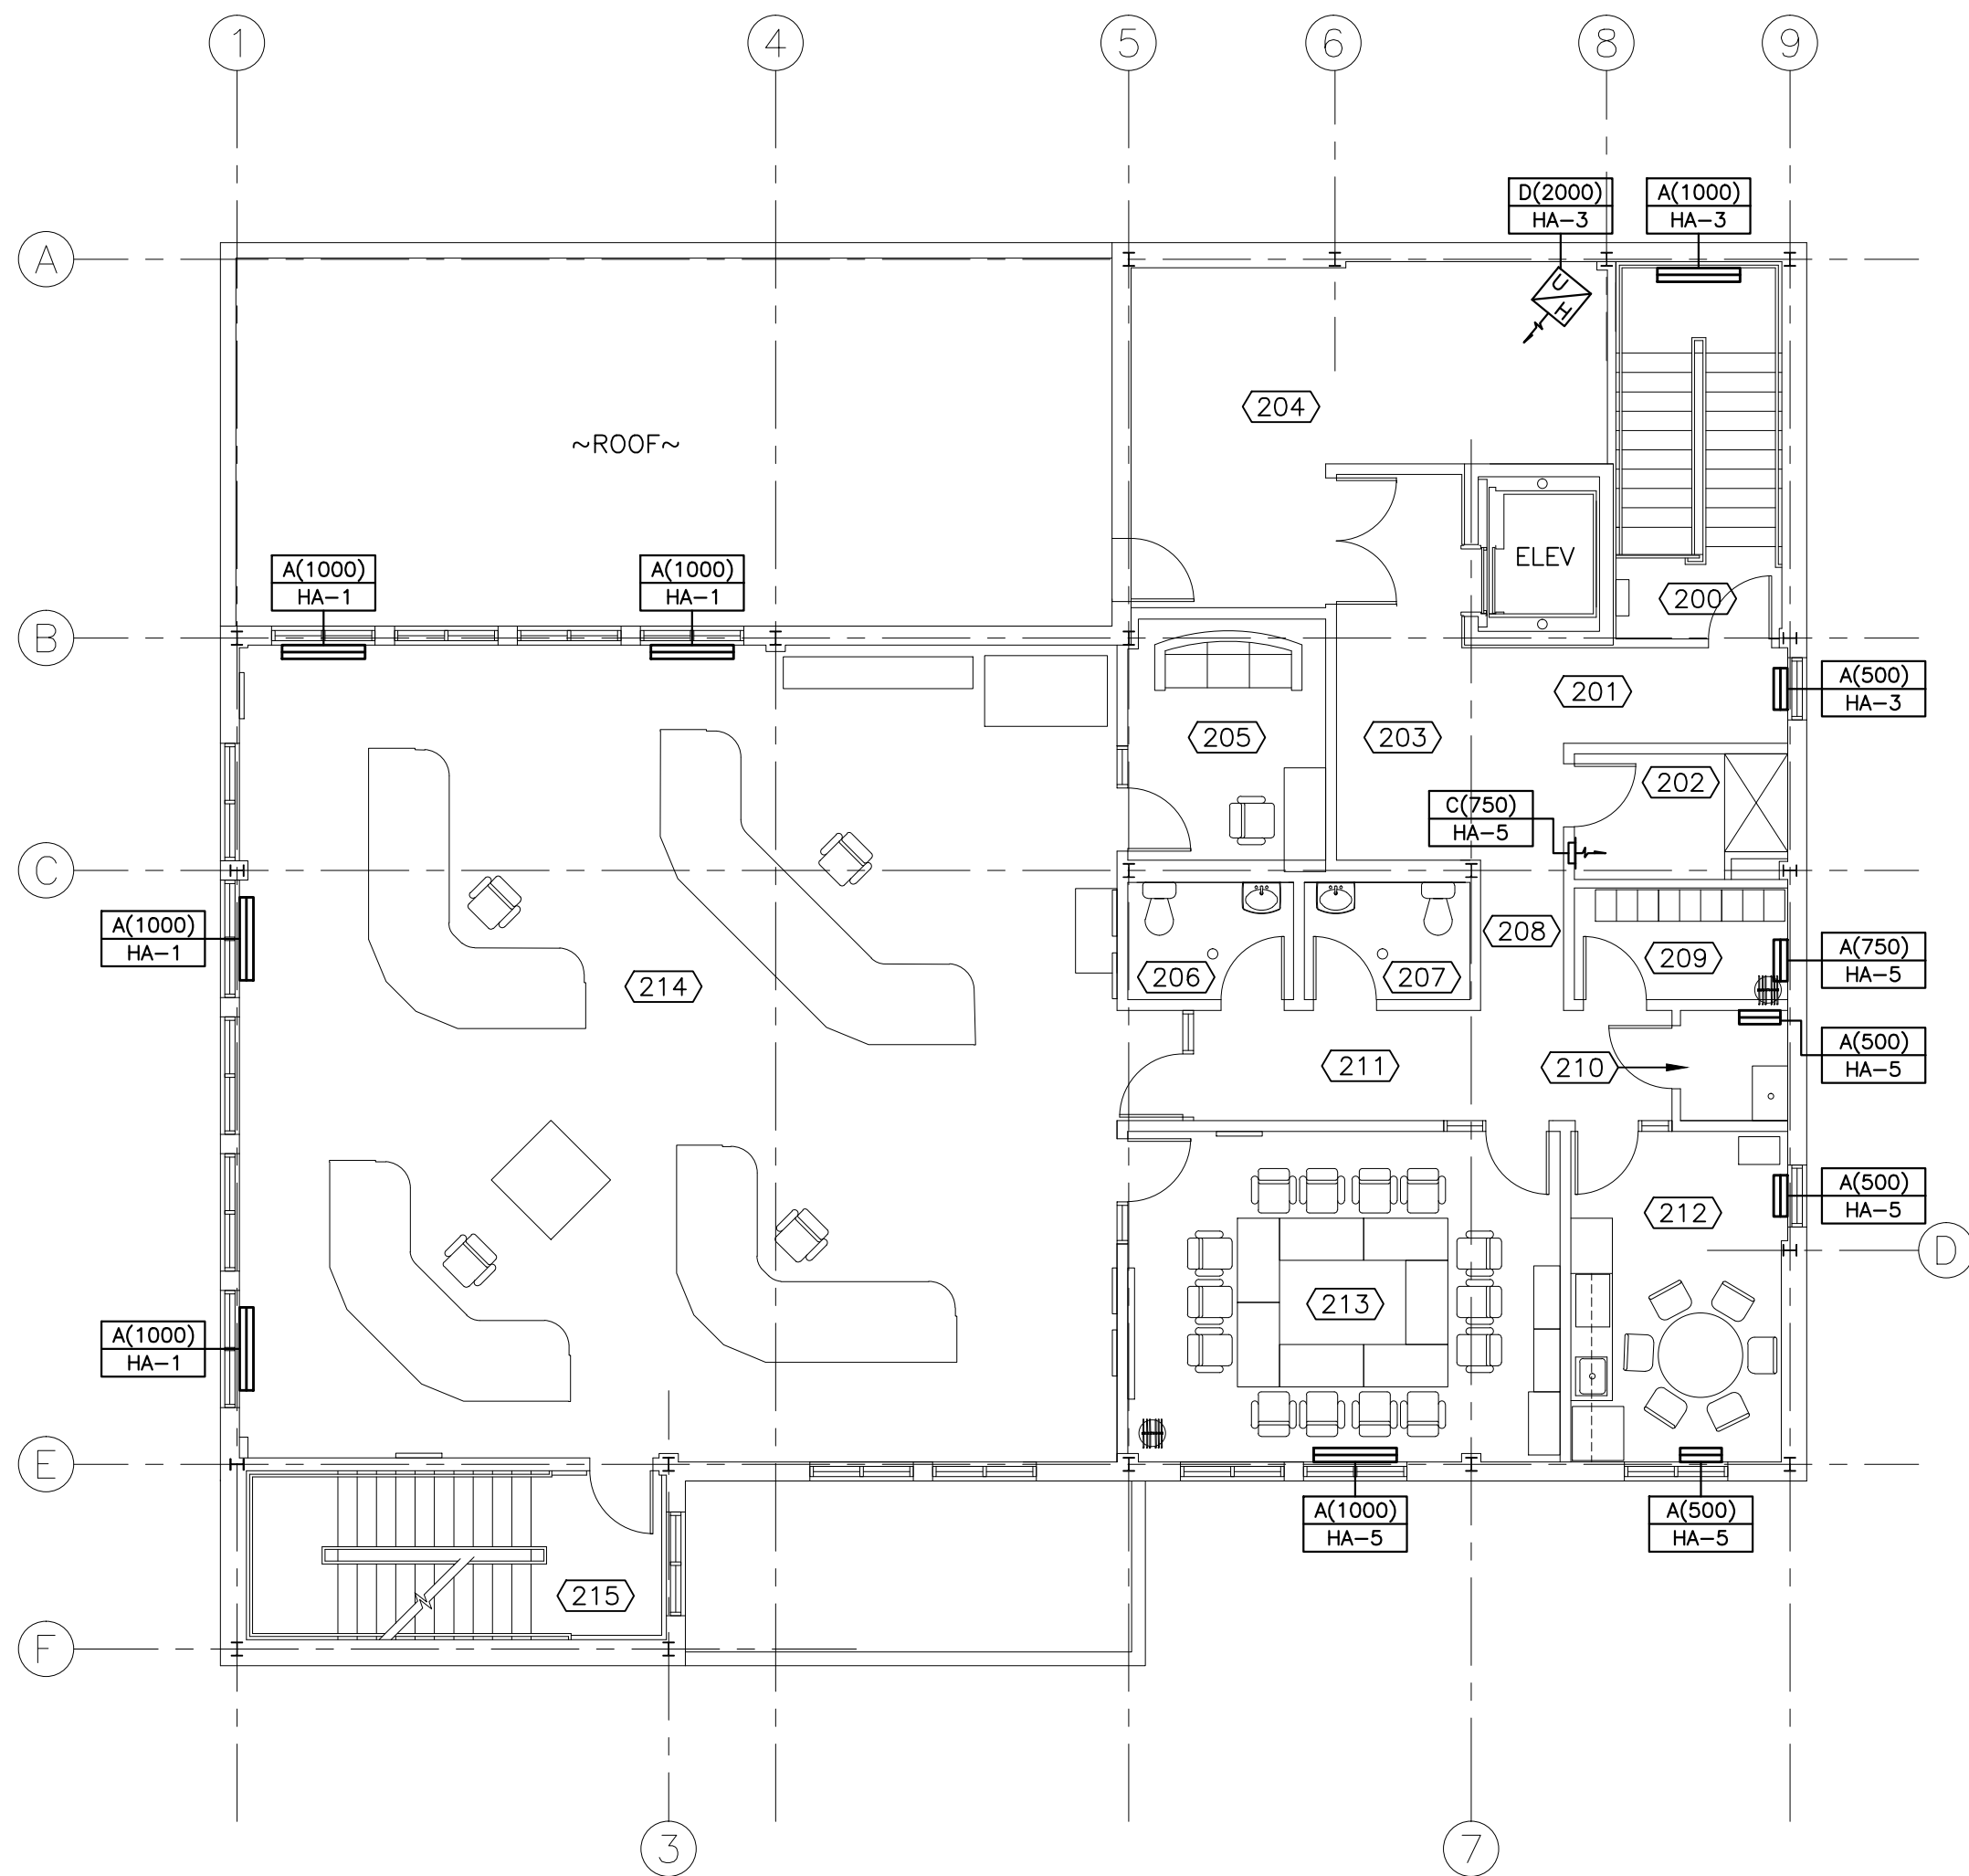 1
4
5
6
8
9
D(2000)
HA-3
A(1000)
HA-3
A
204
~ROOF~
ELEV
A(1000)
HA-1
A(1000)
HA-1
200
B
A(500)
HA-3
201
205
203
202
C(750)
HA-5
C
A(1000)
HA-1
208
A(750)
HA-5
209
206
207
214
A(500)
HA-5
211
210
A(500)
HA-5
212
D
213
A(1000)
HA-1
E
A(1000)
HA-5
A(500)
HA-5
215
F
3
7
U
H